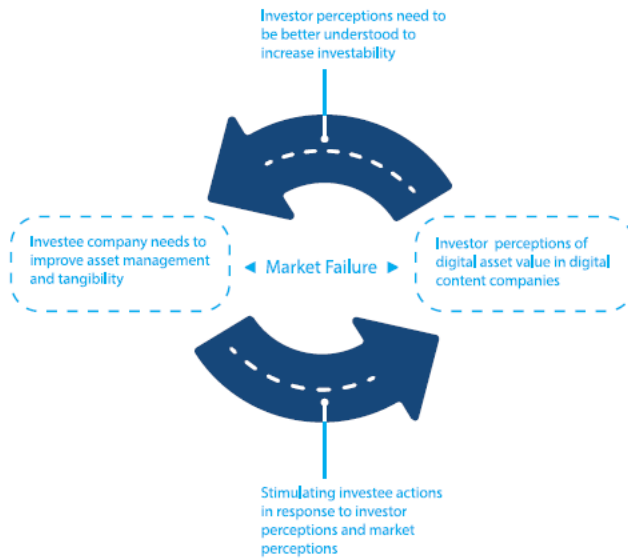 Investor perceptions need to
be better understood to
increase investability
Investee company needs to
improve asset management
and tangibility
Market Failure
Investor perceptions of
digital asset value in digital
content companies
Stimulating investee actions
in response to investor
perceptions and market
perceptions